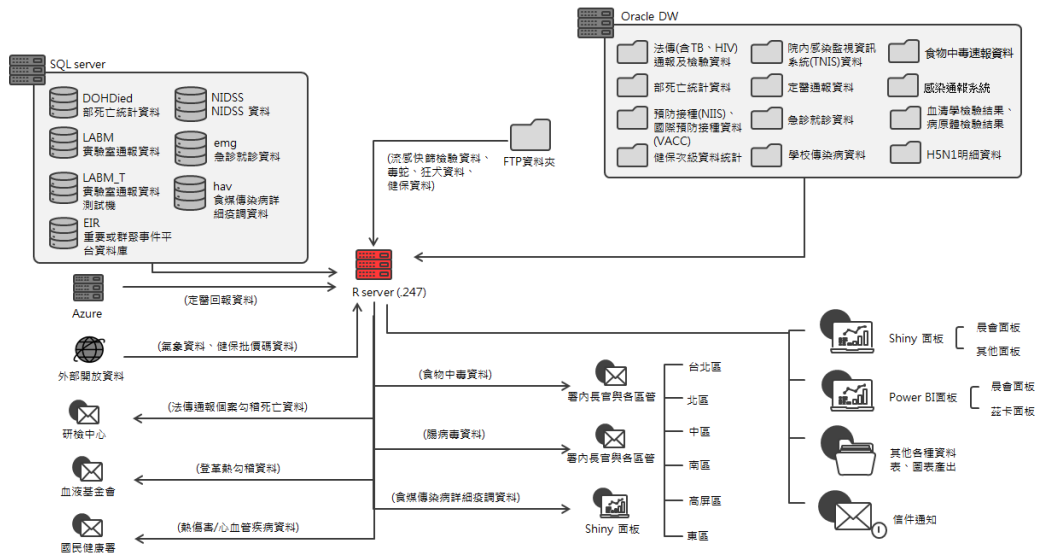 SQL server
DOHDied
部死亡統計資料
LABM
實驗室通報資料
LABM_T
實驗室通報資料
測試機
EIR
重要或群聚事件平
台資料庫
NIDSS
NIDSS 資料
emg
急診就診資料
hav
食媒傳染病詳
細疫調資料
Oracle DW
法傳(含TB、HIV)
通報及檢驗資料
部死亡統計資料
預防接種(NIIS)、
國際預防接種資料
(VACC)
健保次級資料統計
院內感染監視資訊
系統(TNIS)資料
定醫通報資料
急診就診資料
學校傳染病資料
食物中毒速報資料
感染通報系統
血清學檢驗結果、
病原體檢驗結果
H5N1明細資料
FTP資料夾
(流感快篩檢驗資料、
毒蛇、狂犬資料、
健保資料)
R server (.247)
Azure
(定醫回報資料)
外部開放資料
(氣象資料、健保批價碼資料)
研檢中心
(法傳通報個案勾稽死亡資料)
血液基金會
(登革熱勾稽資料)
國民健康署
(熱傷害/心血管疾病資料)
(食物中毒資料)
署內長官與各區管
(腸病毒資料)
署內長官與各區管
(食媒傳染病詳細疫調資料)
Shiny 面板
台北區
北區
中區
南區
高屏區
東區
Shiny 面板
晨會面板
其他面板
Power BI面板
晨會面板
茲卡面板
其他各種資料
表、圖表產出
信件通知